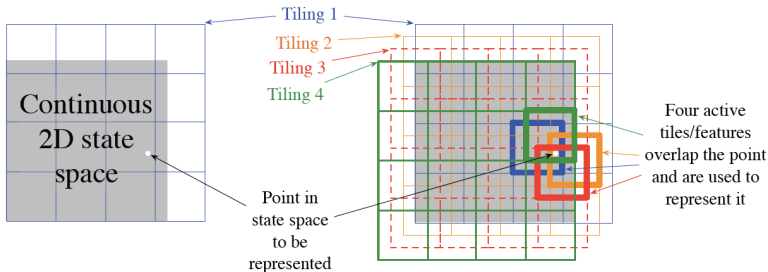 Tiling 1
Tiling 2
Tiling 3
Tiling 4
Continuous
2D state
space
Point in
state space
to be
represented
Four active
tiles/features
overlap the point
and are used to
represent it